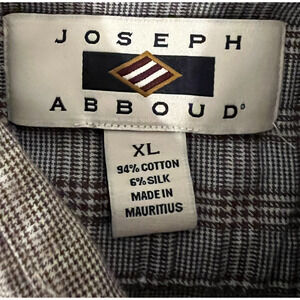 JOSEPH
ABBOUD
XL
94% COTTON
6% SILK
MADE IN
MAURITIUS